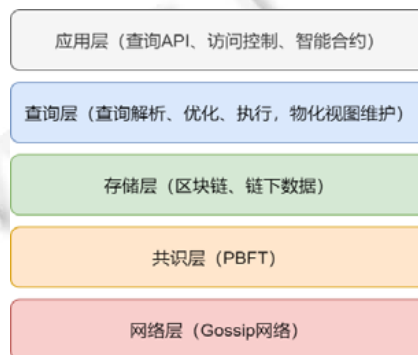 应用层（查询API、访问控制、智能合约）
查询层（查询解析、优化、执行，物化视图维护）
存储层（区块链、链下数据）
共识层（PBFT）
网络层（Gossip网络）